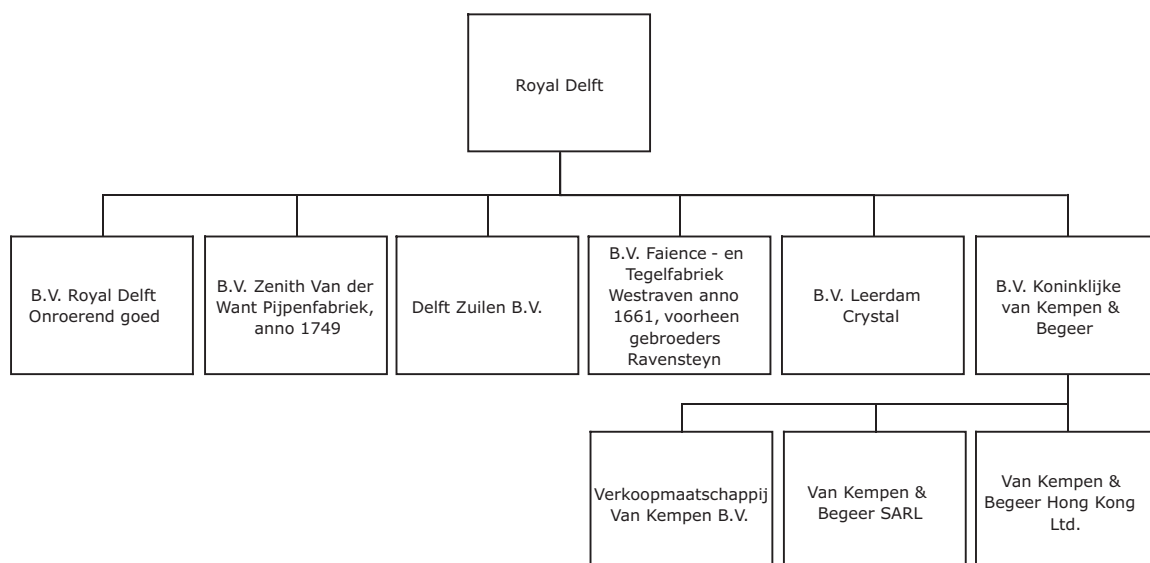 Royal Delft
B.V. Royal Delft
Onroerend goed
B.V. Zenith Van der
Want Pijpenfabriek,
anno 1749
Delft Zuilen B.V.
B.V. Faience - en
Tegelfabriek
Westraven anno
1661, voorheen
gebroeders
Ravensteyn
B.V. Leerdam
Crystal
B.V. Koninklijke
van Kempen &
Begeer
Verkoopmaatschappij
Van Kempen B.V.
Van Kempen &
Begeer SARL
Van Kempen &
Begeer Hong Kong
Ltd.